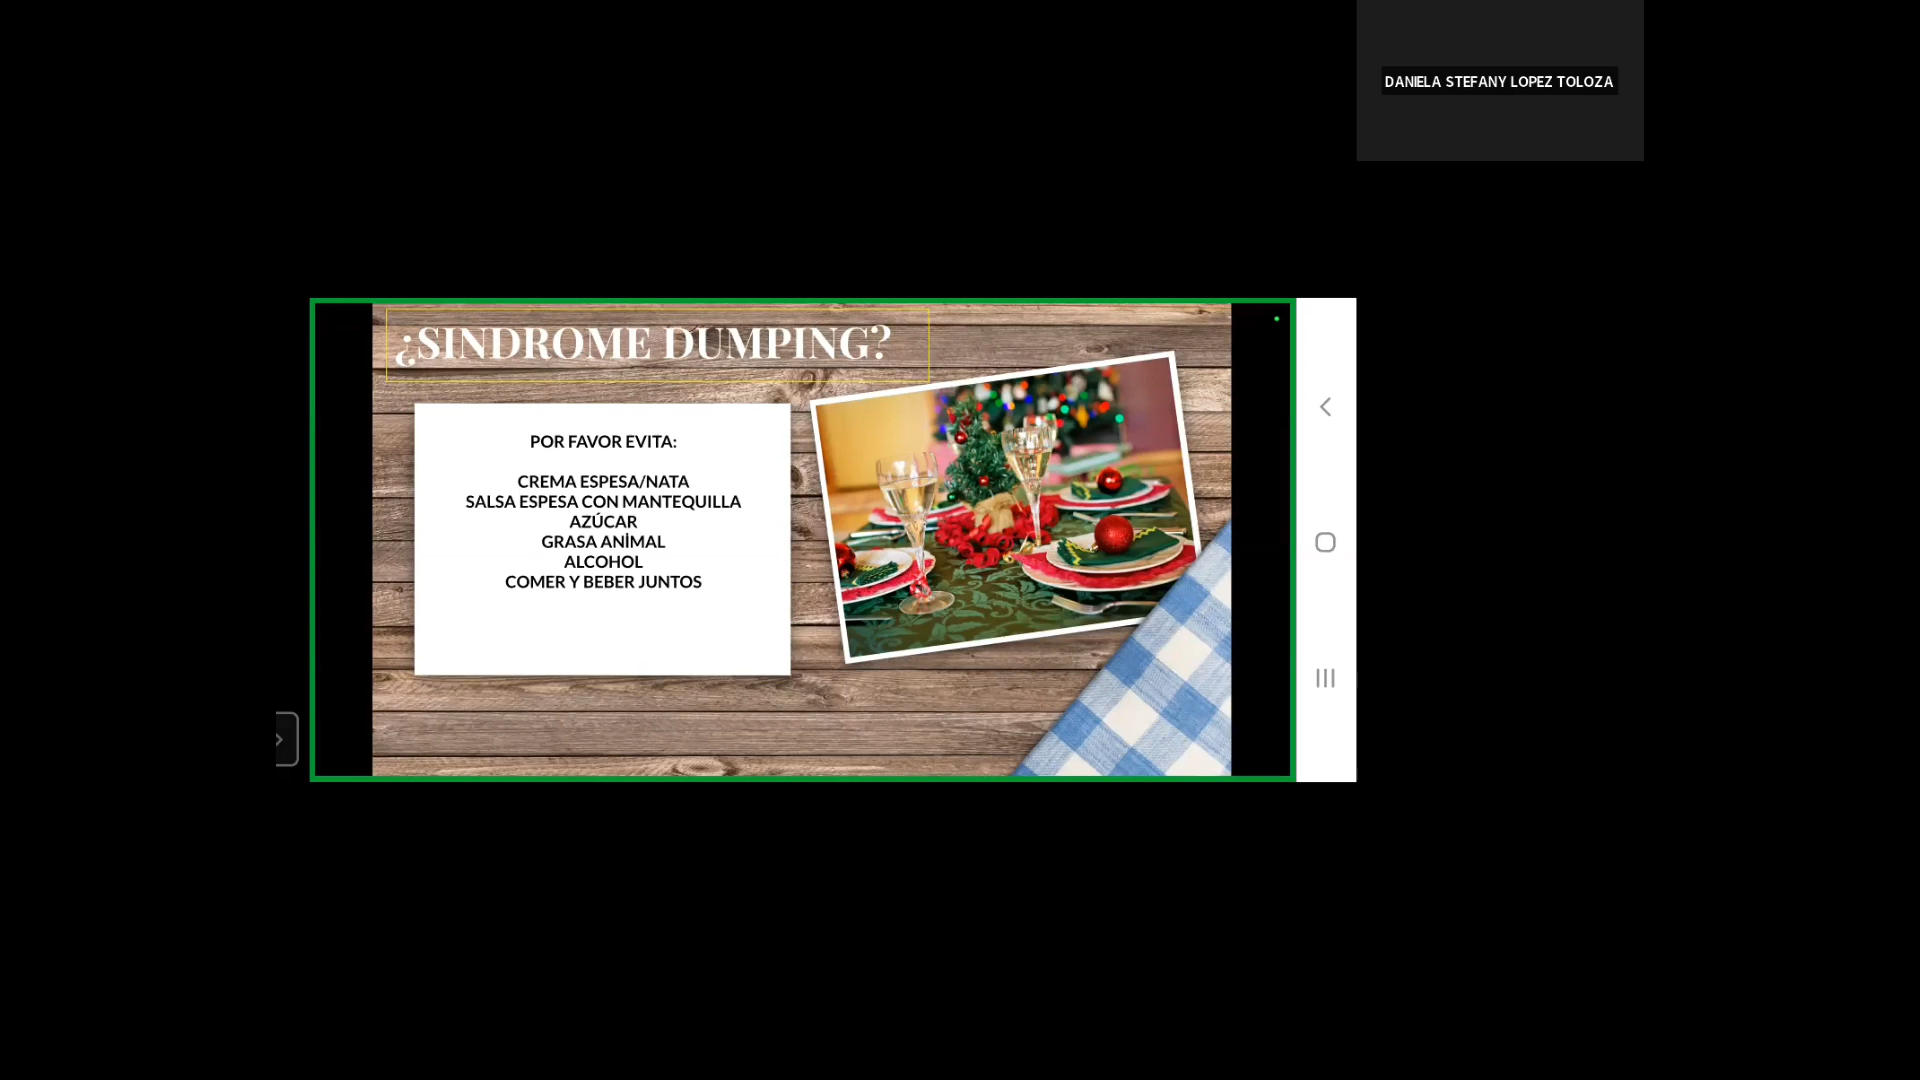 DANIELA STEFANY LOPEZ TOLOZA
¿SINDROME DUMPING?
POR FAVOR EVITA:
CREMA ESPESA/NATA
SALSA ESPESA CON MANTEQUILLA
AZÚCAR
GRASA ANİMAL
ALCOHOL
COMER Y BEBER JUNTOS